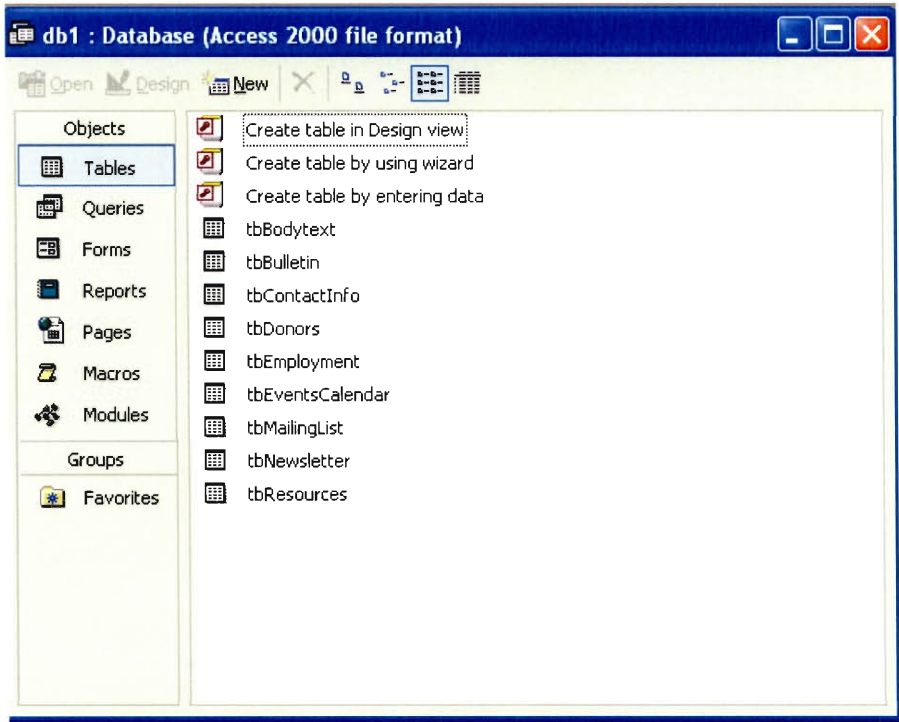 db1 : Database (Access 2000 file format)
Open Design New
Objects
Tables
Queries
Forms
Reports
Pages
Macros
Modules
Groups
Favorites
Create table in Design view
Create table by using wizard
Create table by entering data
tbBodytext
tbBulletin
tbContactInfo
tbDonors
tbEmployment
tbEventsCalendar
tbMailingList
tbNewsletter
tbResources